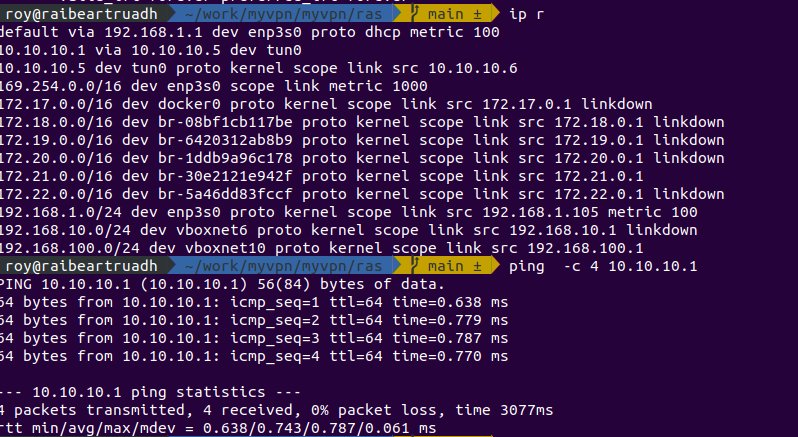 roy@raibeartruadh ~/work/myvpn/myvpn/ras main ± ip r
default via 192.168.1.1 dev enp3s0 proto dhcp metric 100
10.10.10.1 via 10.10.10.5 dev tun0
10.10.10.5 dev tun0 proto kernel scope link src 10.10.10.6
169.254.0.0/16 dev enp3s0 scope link metric 1000
172.17.0.0/16 dev docker0 proto kernel scope link src 172.17.0.1 linkdown
172.18.0.0/16 dev br-08bf1cb117be proto kernel scope link src 172.18.0.1 linkdown
172.19.0.0/16 dev br-6420312ab8b9 proto kernel scope link src 172.19.0.1 linkdown
172.20.0.0/16 dev br-1ddb9a96c178 proto kernel scope link src 172.20.0.1 linkdown
172.21.0.0/16 dev br-30e2121e942f proto kernel scope link src 172.21.0.1
172.22.0.0/16 dev br-5a46dd83fccf proto kernel scope link src 172.22.0.1 linkdown
192.168.1.0/24 dev enp3s0 proto kernel scope link src 192.168.1.105 metric 100
192.168.10.0/24 dev vboxnet6 proto kernel scope link src 192.168.10.1 linkdown
192.168.100.0/24 dev vboxnet10 proto kernel scope link src 192.168.100.1
roy@raibeartruadh ~/work/myvpn/myvpn/ras main ± ping -c 4 10.10.10.1
PING 10.10.10.1 (10.10.10.1) 56(84) bytes of data.
64 bytes from 10.10.10.1: icmp_seq=1 ttl=64 time=0.638 ms
64 bytes from 10.10.10.1: icmp_seq=2 ttl=64 time=0.779 ms
64 bytes from 10.10.10.1: icmp_seq=3 ttl=64 time=0.787 ms
64 bytes from 10.10.10.1: icmp_seq=4 ttl=64 time=0.770 ms
--- 10.10.10.1 ping statistics ---
4 packets transmitted, 4 received, 0% packet loss, time 3077ms
rtt min/avg/max/mdev = 0.638/0.743/0.787/0.061 ms